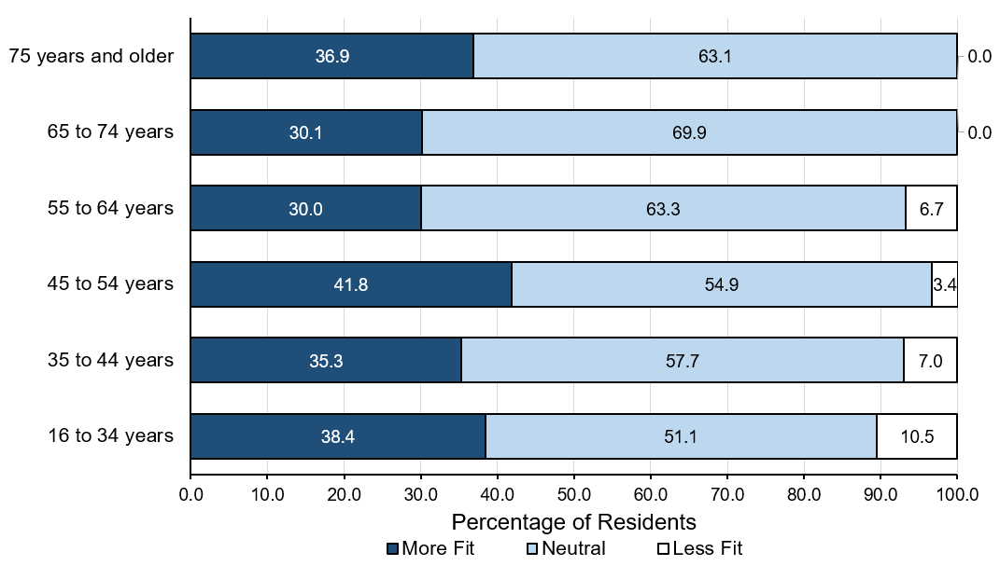 75 years and older 36.9 63.1 0.0
65 to 74 years 30.1 69.9 0.0
55 to 64 years 30.0 63.3 6.7
45 to 54 years 41.8 54.9 3.4
35 to 44 years 35.3 57.7 7.0
16 to 34 years 38.4 51.1 10.5
0.0 10.0 20.0 30.0 40.0 50.0 60.0 70.0 80.0 90.0 100.0
Percentage of Residents
More Fit Neutral Less Fit